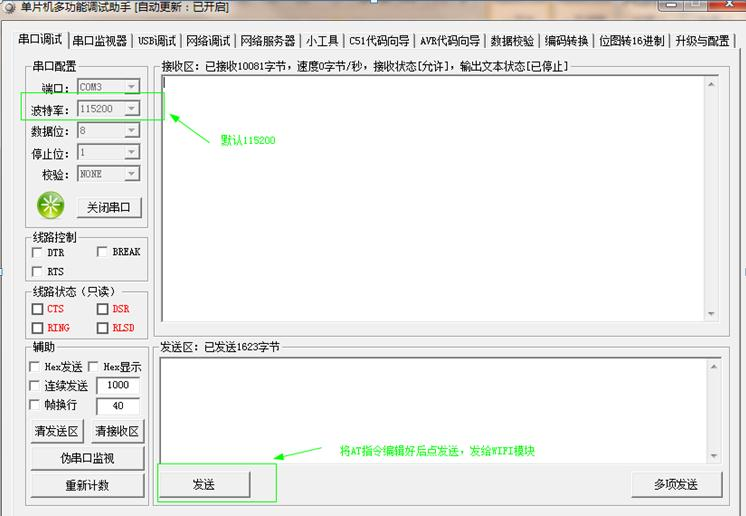 单片机多功能调试助手 [自动更新：已开启]
串口调试 串口监视器 USB调试 网络调试 网络服务器 小工具 C51代码向导 AVR代码向导 数据校验 编码转换 位图转16进制 升级与配置
串口配置
端口： COM3
波特率： 115200
数据位： 8
停止位： 1
校验： NONE
关闭串口
线路控制
DTR BREAK
RTS
线路状态（只读）
CTS DSR
RING RLSD
辅助
Hex发送 Hex显示
连续发送 1000
帧换行 40
清发送区 清接收区
伪串口监视
重新计数
接收区：已接收10081字节，速度0字节/秒，接收状态[允许]，输出文本状态[已停止]
默认115200
发送区：已发送1623字节
将AT指令编辑好后点发送，发给WIFI模块
发送 多项发送